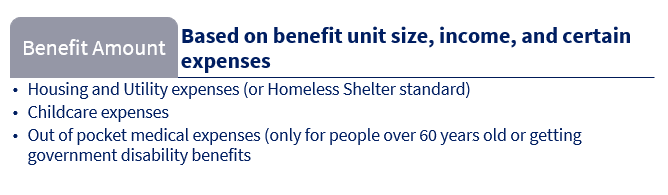 Benefit Amount
Based on benefit unit size, income, and certain
expenses
• Housing and Utility expenses (or Homeless Shelter standard)
• Childcare expenses
• Out of pocket medical expenses (only for people over 60 years old or getting
government disability benefits